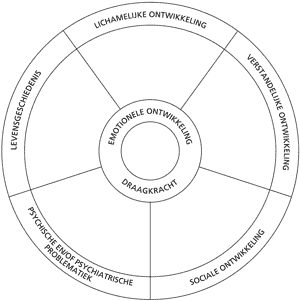 LICHAMELIJKE ONTWIKKELING
VERSTANDELIJKE ONTWIKKELING
SOCIALE ONTWIKKELING
PSYCHISCHE EN/OF PSYCHIATRISCHE
PROBLEMATIEK
LEVENSGESCHIEDENIS
EMOTIONELE ONTWIKKELING
DRAAGKRACHT